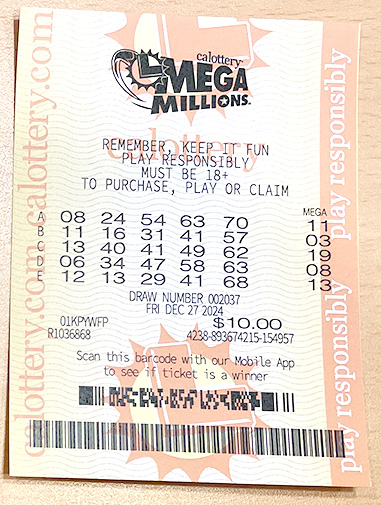 calottery
MEGA
MILLIONS
REMEMBER, KEEP IT FUN
PLAY RESPONSIBLY
MUST BE 18+
TO PURCHASE, PLAY OR CLAIM
MEGA
A 08 24 54 63 70 11
B 11 16 31 41 57 03
C 13 40 41 49 62 19
D 06 34 47 58 63 08
E 12 13 29 41 68 13
DRAW NUMBER 002037
FRI DEC 27 2024
01KPYWFP $10.00
R1036868 4238-893674215-154957
Scan this barcode with our Mobile App
to see if ticket is a winner
calottery.com calottery.com
play responsibly play responsibly
calottery